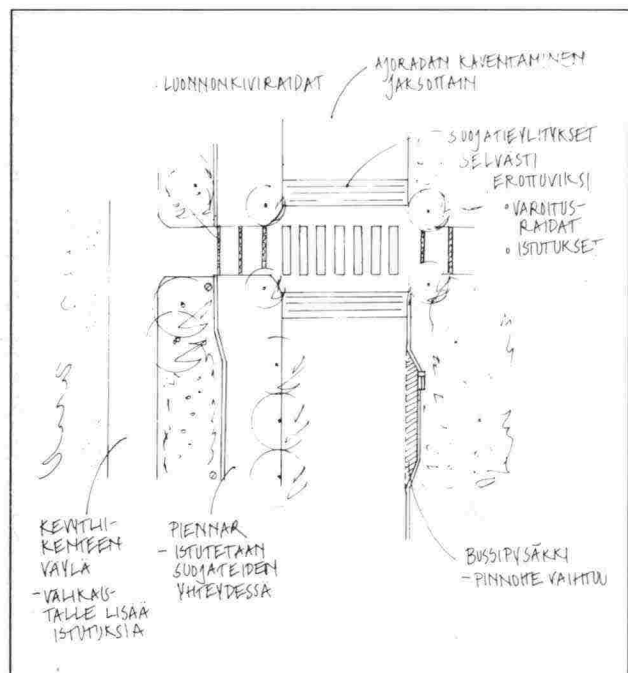 LUONNONKIVIRAIDAT
AJORADAN KAVENTAMINEN
JAKSOTTAIN
SUOJATIEYLITYKSET
SELVÄSTI
EROTTUVIKSI
• VAROITUS-
RAIDAT
• ISTUTUKSET
KEVYTLII-
KENTEEN
VÄYLÄ
- VÄLIKAIS-
TALLE LISÄÄ
ISTUTUKSIA
PIENNAR
- ISTUTETAAN
SUOJATEIDEN
YHTEYDESSÄ
BUSSIPYSÄKKI
- PINNOITE VAIHTUU